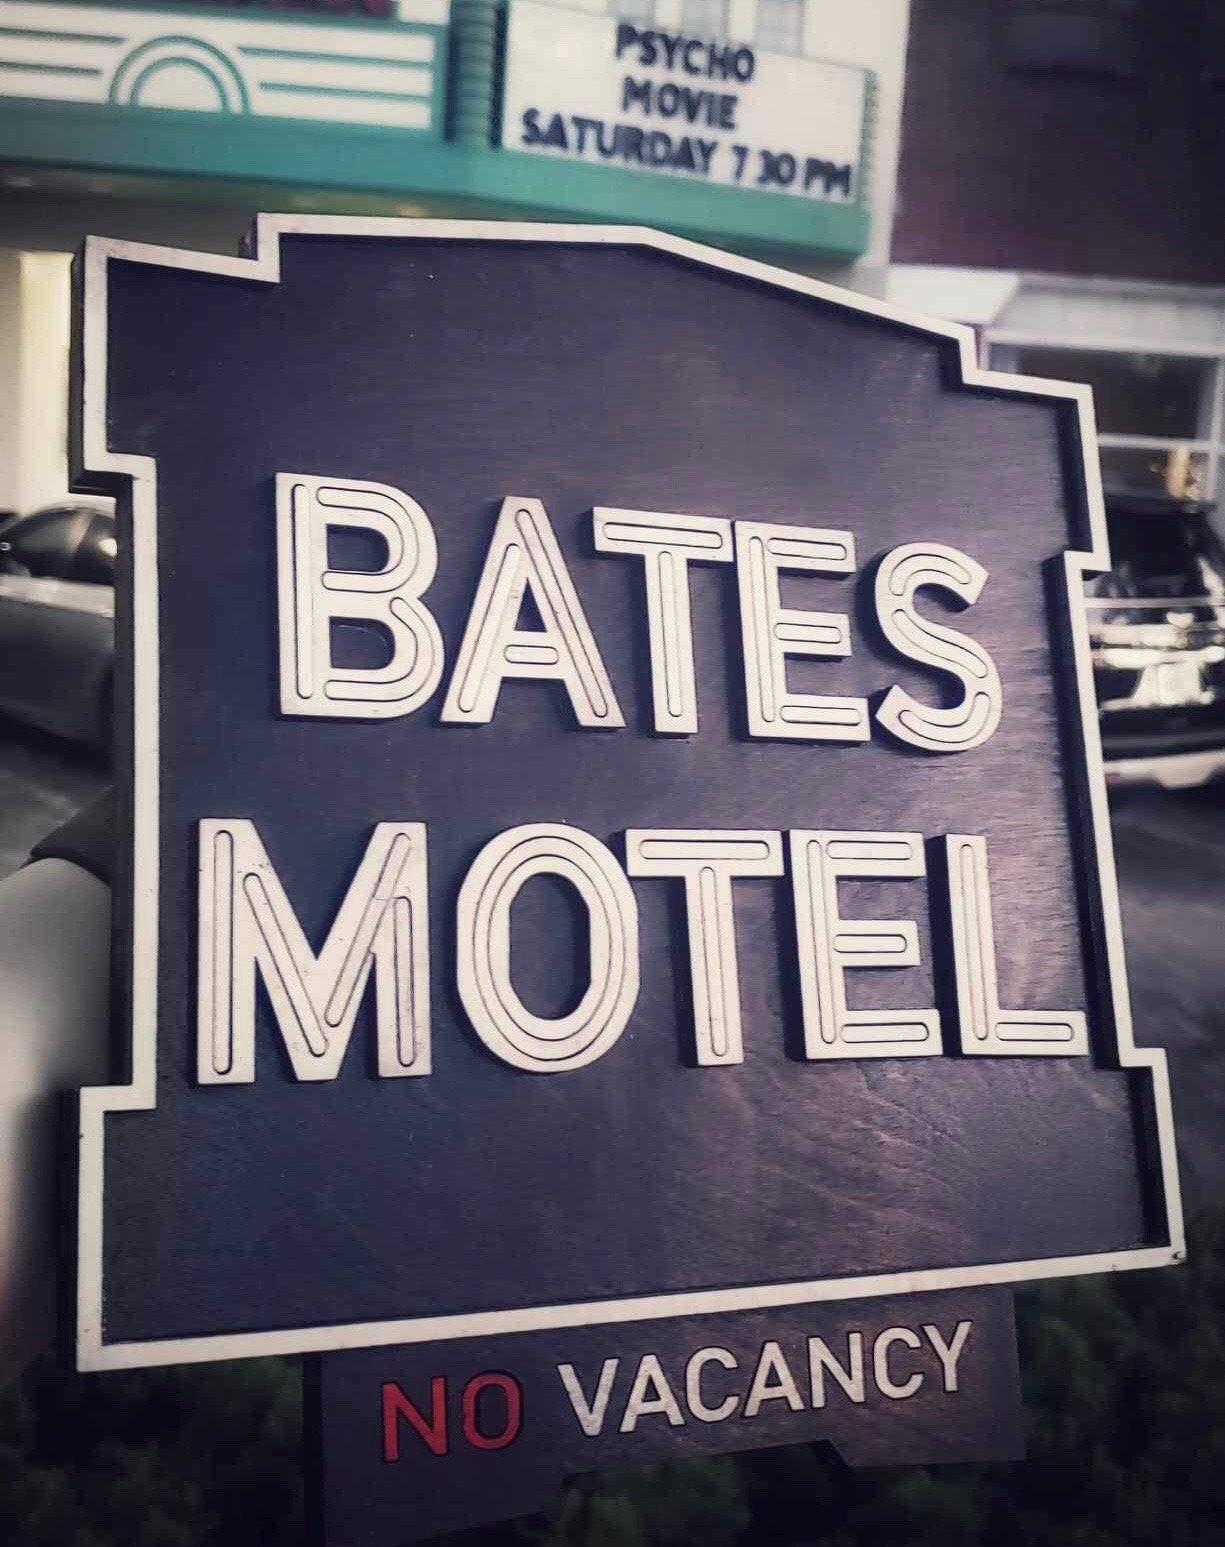 PSYCHO
MOVIE
SATURDAY 7 30 PM
BATES
MOTEL
NO VACANCY